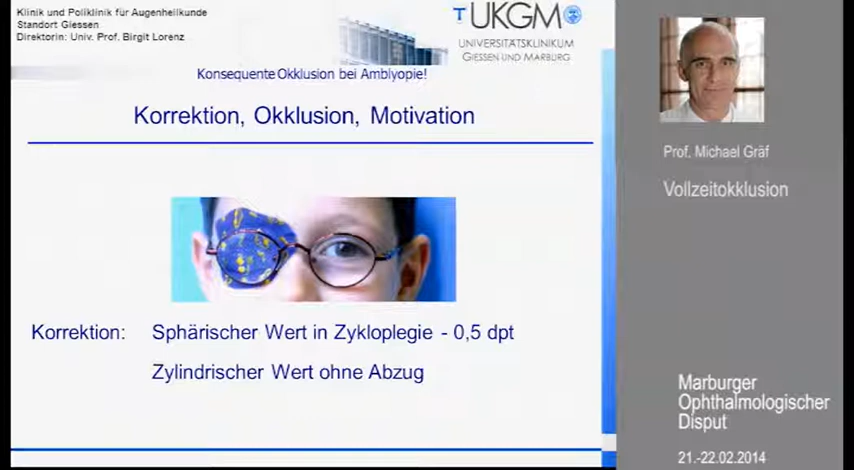 Klinik und Poliklinik für Augenheilkunde
Standort Giessen
Direktorin: Univ. Prof. Birgit Lorenz
UKGM
UNIVERSITÄTSKLINIKUM
GIESSEN UND MARBURG
Konsequente Okklusion bei Amblyopie!
Korrektion, Okklusion, Motivation
Korrektion: Sphärischer Wert in Zykloplegie - 0,5 dpt
Zylindrischer Wert ohne Abzug
Prof. Michael Gräf
Vollzeitokklusion
Marburger
Ophthalmologischer
Disput
21.-22.02.2014